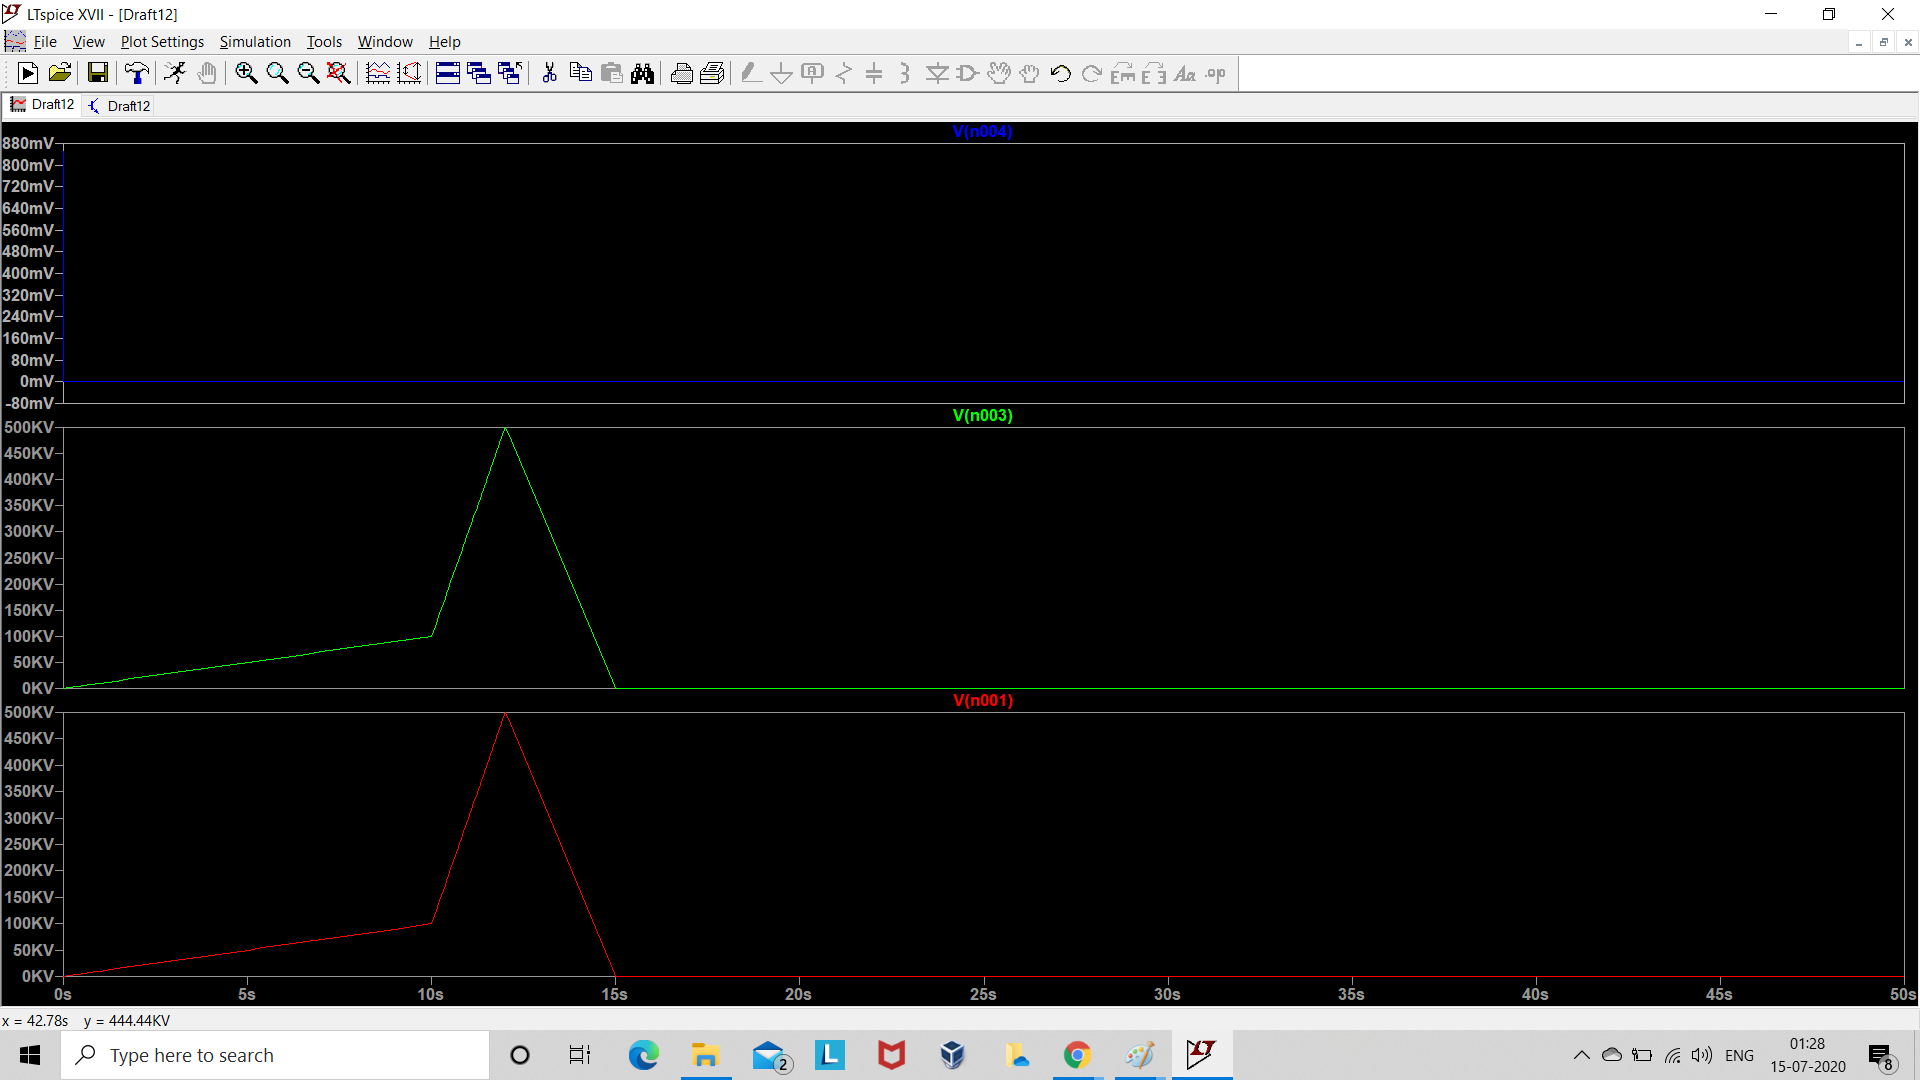 LTspice XVII - [Draft12]
File View Plot Settings Simulation Tools Window Help
Draft12 Draft12
V(n004)
880mV
800mV
720mV
640mV
560mV
480mV
400mV
320mV
240mV
160mV
80mV
0mV
-80mV
V(n003)
500KV
450KV
400KV
350KV
300KV
250KV
200KV
150KV
100KV
50KV
0KV
V(n001)
500KV
450KV
400KV
350KV
300KV
250KV
200KV
150KV
100KV
50KV
0KV
0s 5s 10s 15s 20s 25s 30s 35s 40s 45s 50s
x = 42.78s y = 444.44KV
Type here to search
2
L
ENG
01:28
15-07-2020
8